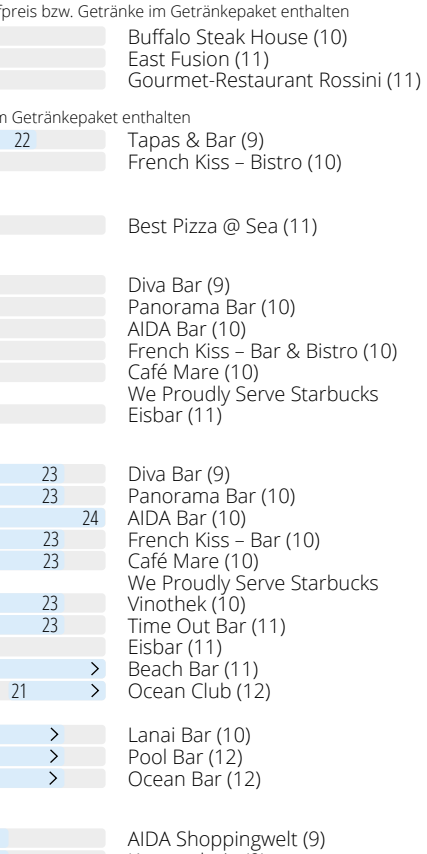 fpreis bzw. Getränke im Getränkepaket enthalten
Buffalo Steak House (10)
East Fusion (11)
Gourmet-Restaurant Rossini (11)
m Getränkepaket enthalten
22 Tapas & Bar (9)
French Kiss – Bistro (10)
Best Pizza @ Sea (11)
Diva Bar (9)
Panorama Bar (10)
AIDA Bar (10)
French Kiss – Bar & Bistro (10)
Café Mare (10)
We Proudly Serve Starbucks
Eisbar (11)
23 Diva Bar (9)
23 Panorama Bar (10)
24 AIDA Bar (10)
23 French Kiss – Bar (10)
23 Café Mare (10)
We Proudly Serve Starbucks
23 Vinothek (10)
23 Time Out Bar (11)
Eisbar (11)
> Beach Bar (11)
21 > Ocean Club (12)
> Lanai Bar (10)
> Pool Bar (12)
> Ocean Bar (12)
AIDA Shoppingwelt (9)